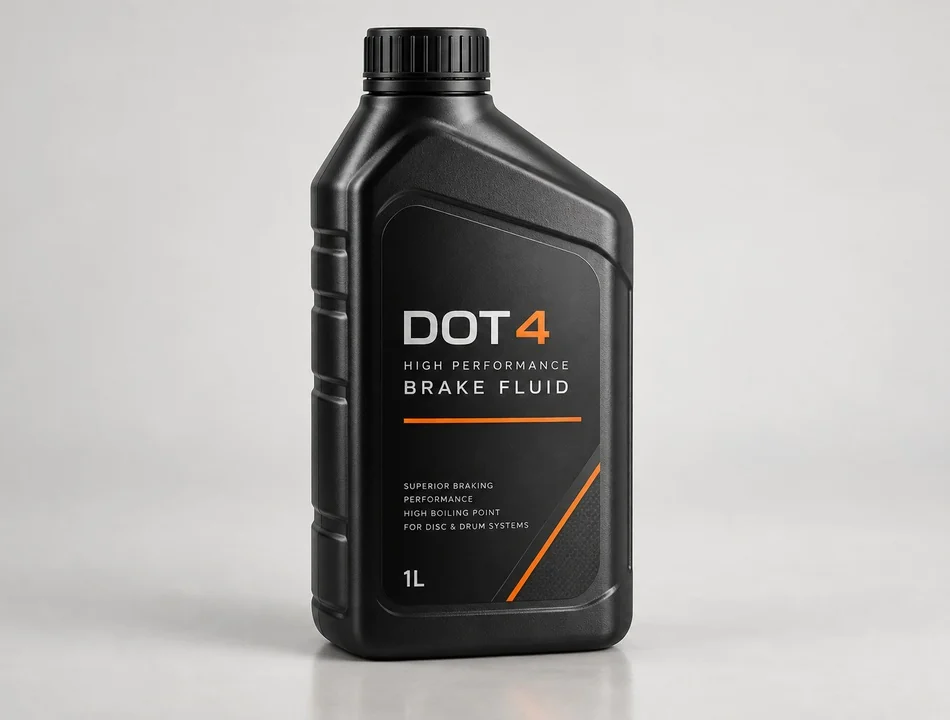 DOT 4
HIGH PERFORMANCE
BRAKE FLUID
SUPERIOR BRAKING
PERFORMANCE
HIGH BOILING POINT
FOR DISC & DRUM SYSTEMS
1L